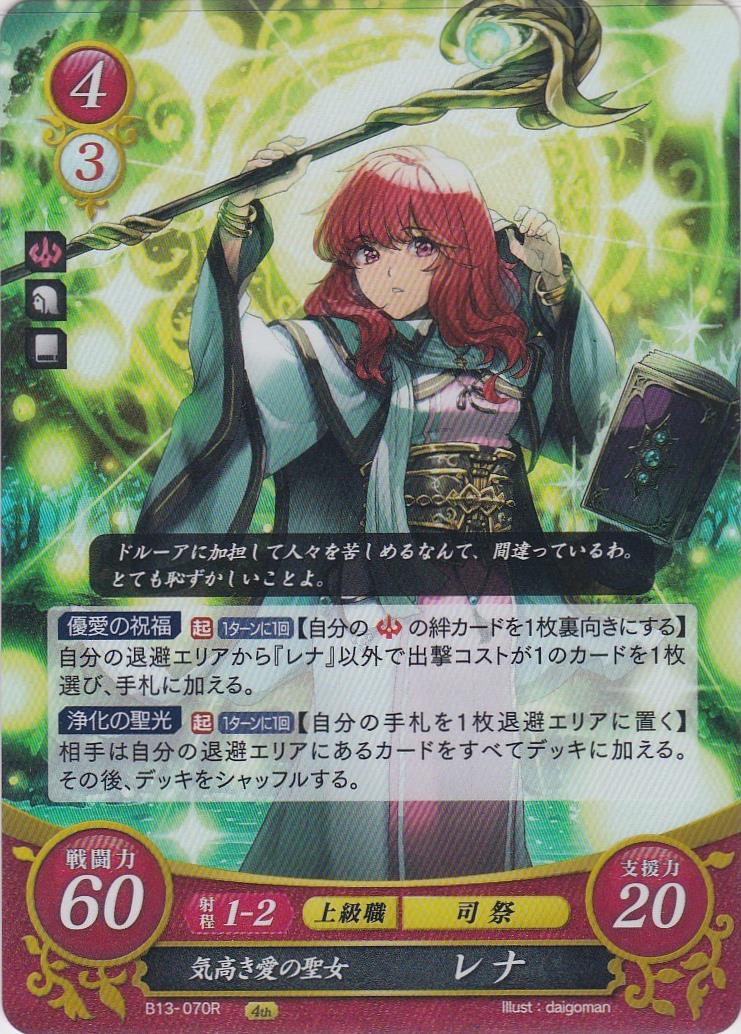 4
3
ドルーアに加担して人々を苦しめるなんて、間違っているわ。
とても恥ずかしいことよ。
優愛の祝福 起 1ターンに1回【自分の の絆カードを1枚裏向きにする】
自分の退避エリアから『レナ』以外で出撃コストが1のカードを1枚
選び、手札に加える。
浄化の聖光 起 1ターンに1回【自分の手札を1枚退避エリアに置く】
相手は自分の退避エリアにあるカードをすべてデッキに加える。
その後、デッキをシャッフルする。
戦闘力
60
射程 1-2 上級職 司祭
支援力
20
気高き愛の聖女 レナ
B13-070R 4th Illust：daigoman